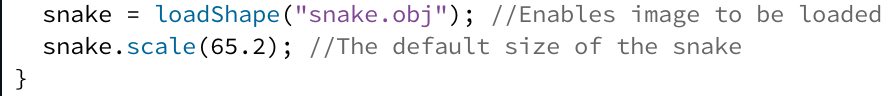 snake = loadShape("snake.obj"); //Enables image to be loaded
snake.scale(65.2); //The default size of the snake
}